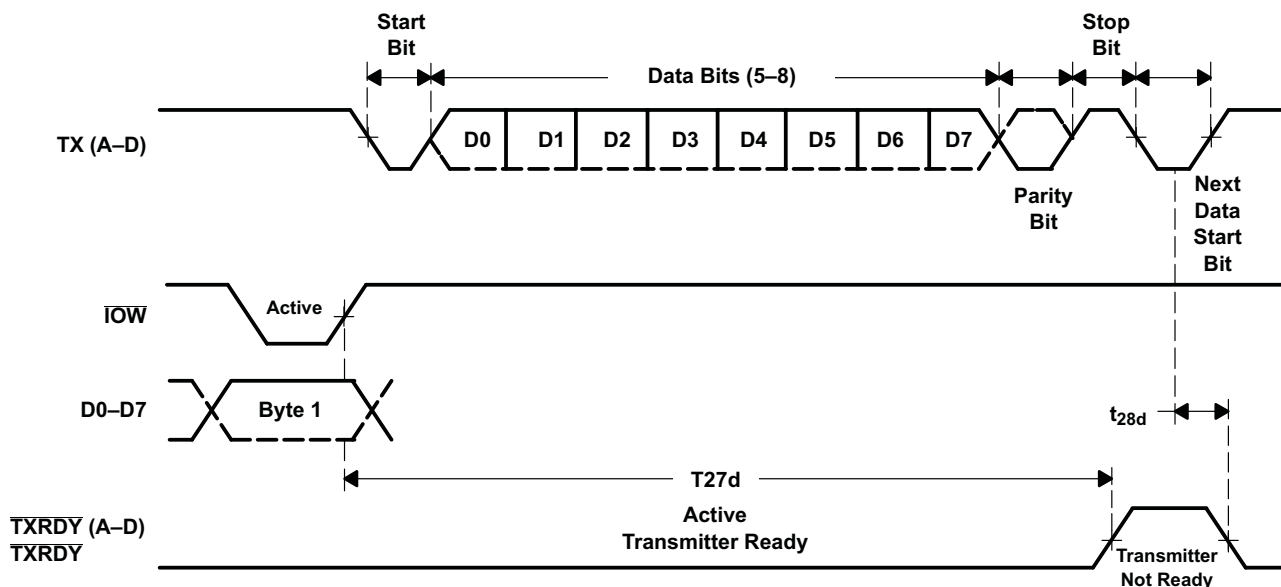 Start
Bit
Data Bits (5–8)
Stop
Bit
TX (A–D)
D0 D1 D2 D3 D4 D5 D6 D7
Parity
Bit
Next
Data
Start
Bit
IOW
Active
D0–D7
Byte 1
t28d
T27d
TXRDY (A–D)
TXRDY
Active
Transmitter Ready
Transmitter
Not Ready